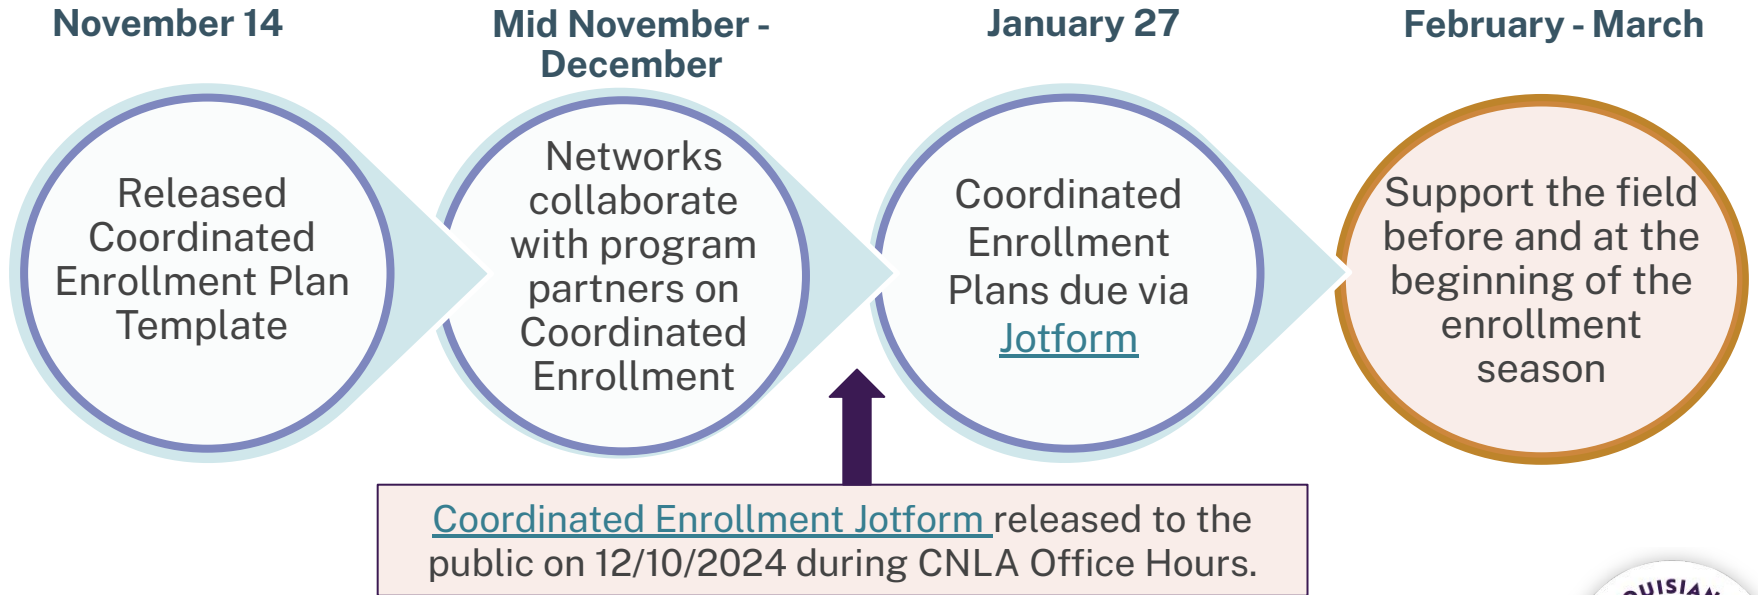 November 14
Released
Coordinated
Enrollment Plan
Template
Mid November -
December
Networks
collaborate
with program
partners on
Coordinated
Enrollment
January 27
Coordinated
Enrollment
Plans due via
Jotform
February - March
Support the field
before and at the
beginning of the
enrollment
season
Coordinated Enrollment Jotform released to the
public on 12/10/2024 during CNLA Office Hours.